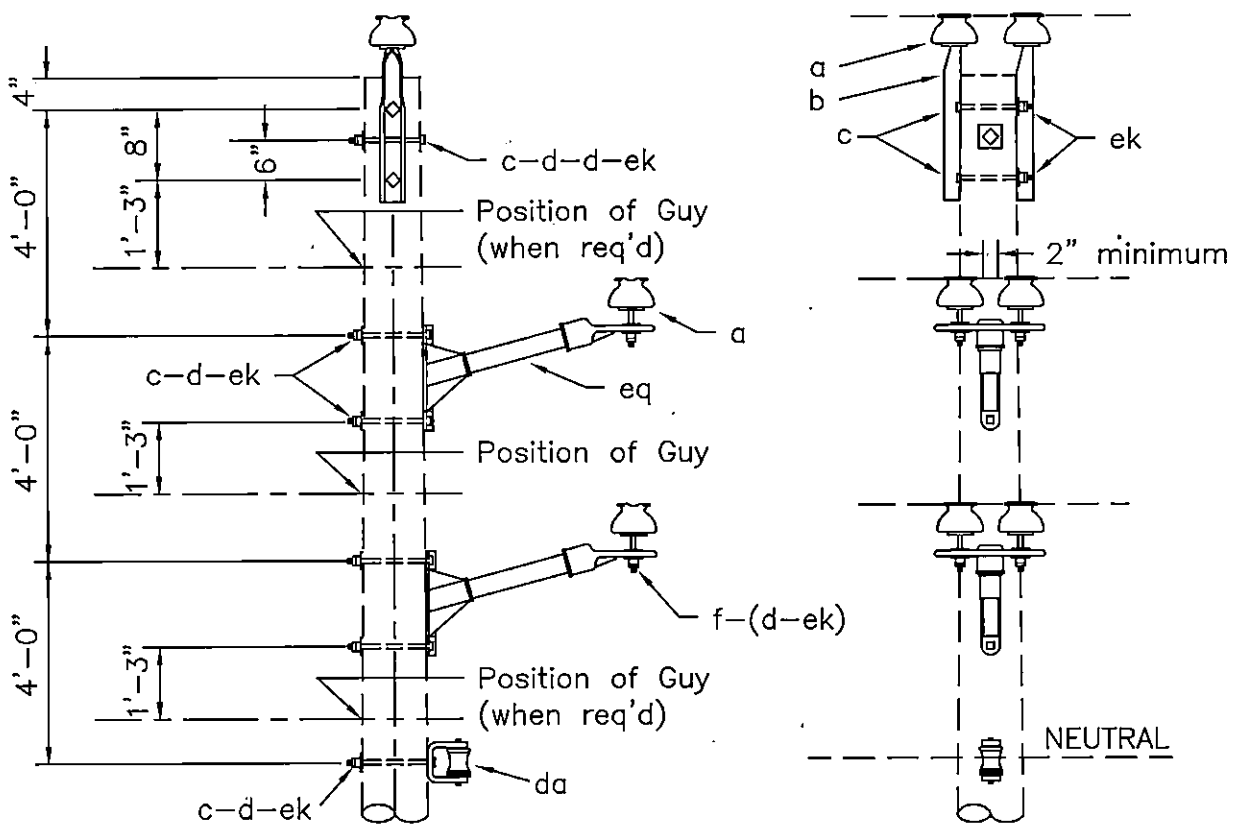 4"
8"
6"
4'-0"
1'-3"
c-d-d-ek
Position of Guy
(when req'd)
a
c-d-ek
eq
4'-0"
1'-3"
Position of Guy
f-(d-ek)
4'-0"
1'-3"
Position of Guy
(when req'd)
da
c-d-ek
a
b
c
ek
2" minimum
NEUTRAL